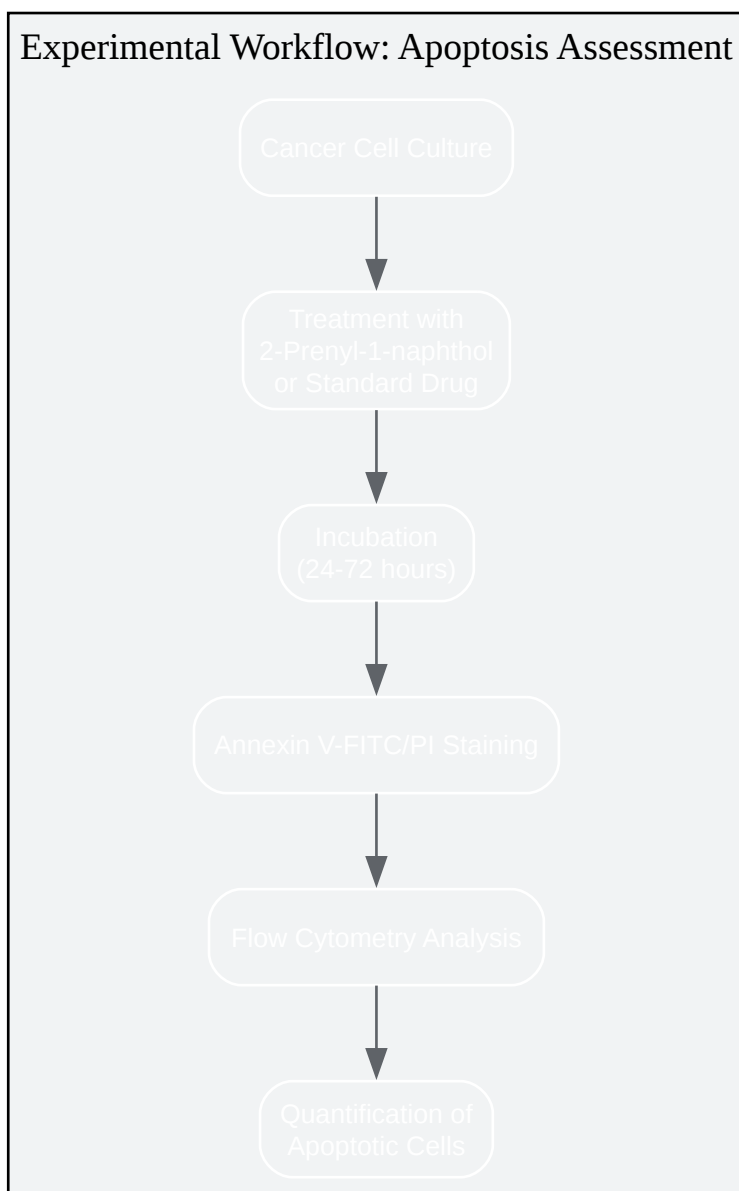 Experimental Workflow: Apoptosis Assessment
Cancer Cell Culture
Treatment with
2-Prenyl-1-naphthol
or Standard Drug
Incubation
(24-72 hours)
Annexin V-FITC/PI Staining
Flow Cytometry Analysis
Quantification of
Apoptotic Cells